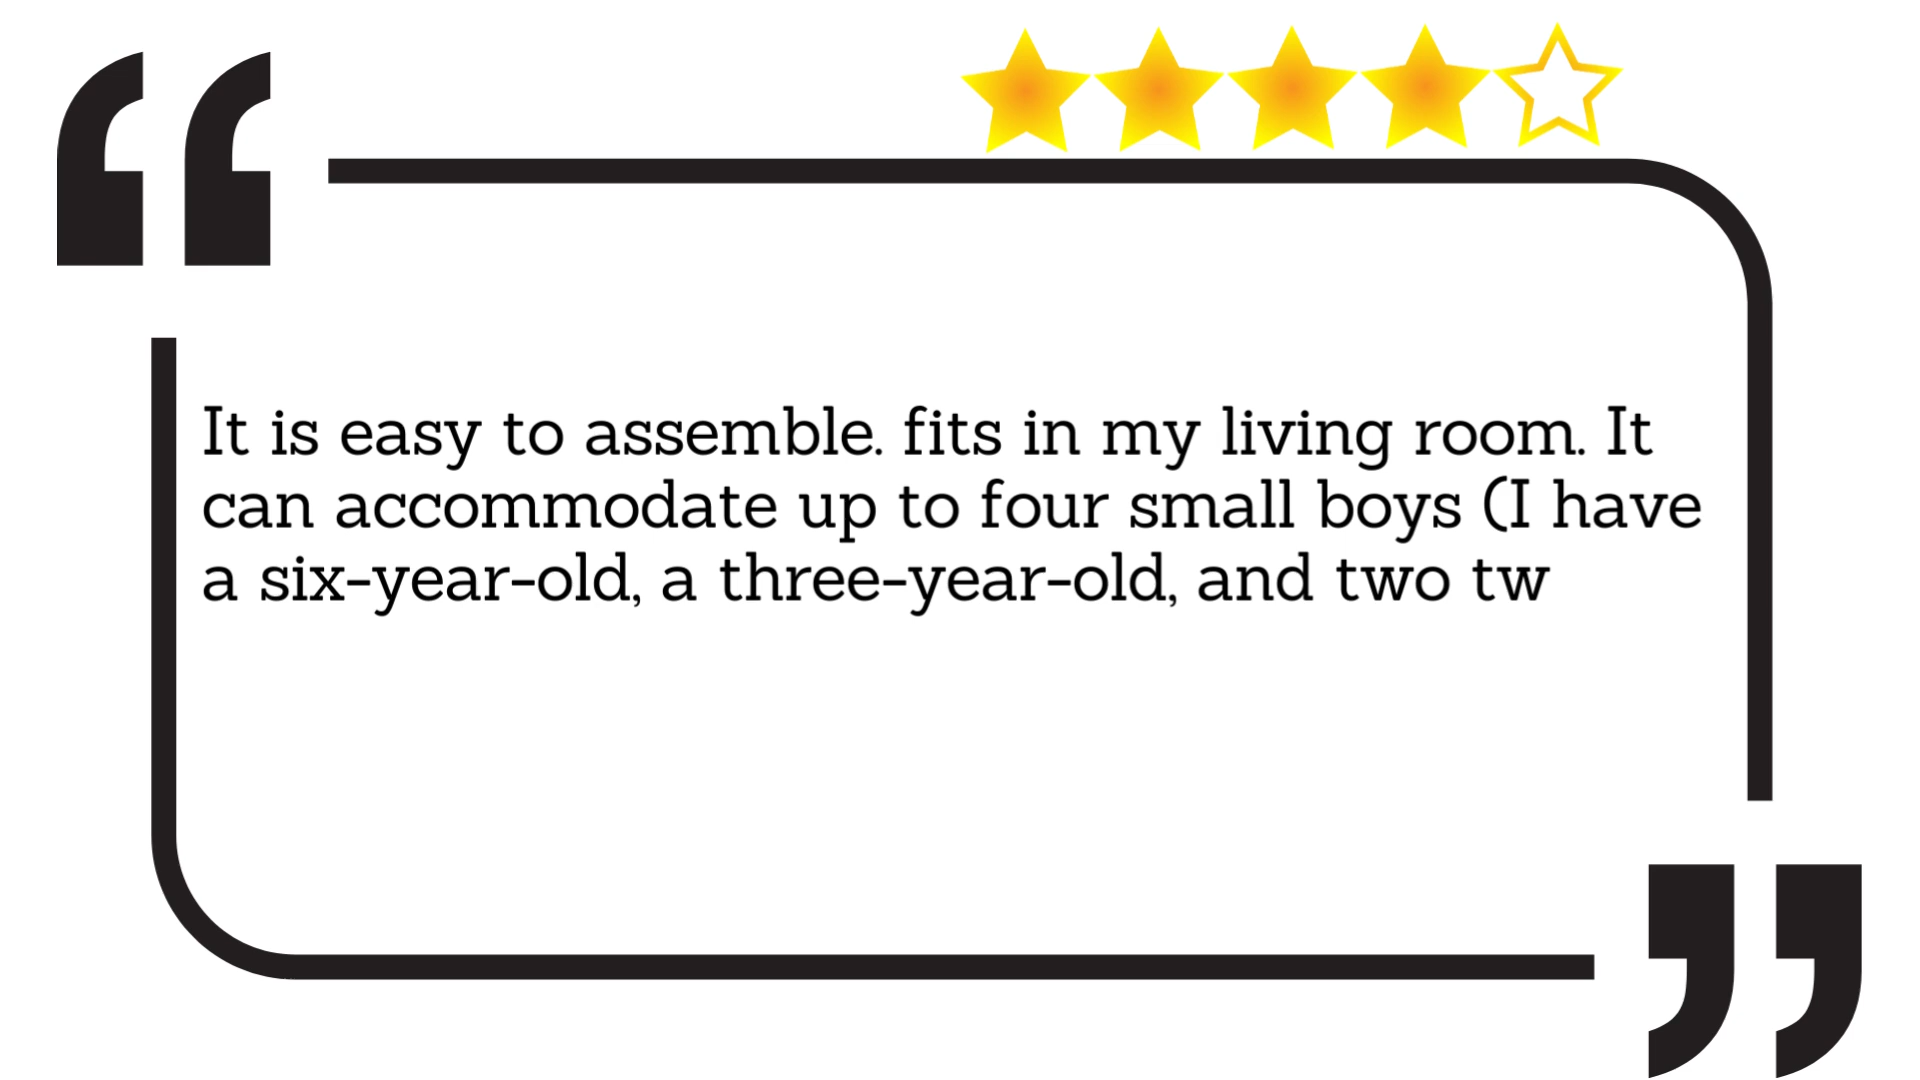 It is easy to assemble. fits in my living room. It
can accommodate up to four small boys (I have
a six-year-old, a three-year-old, and two tw